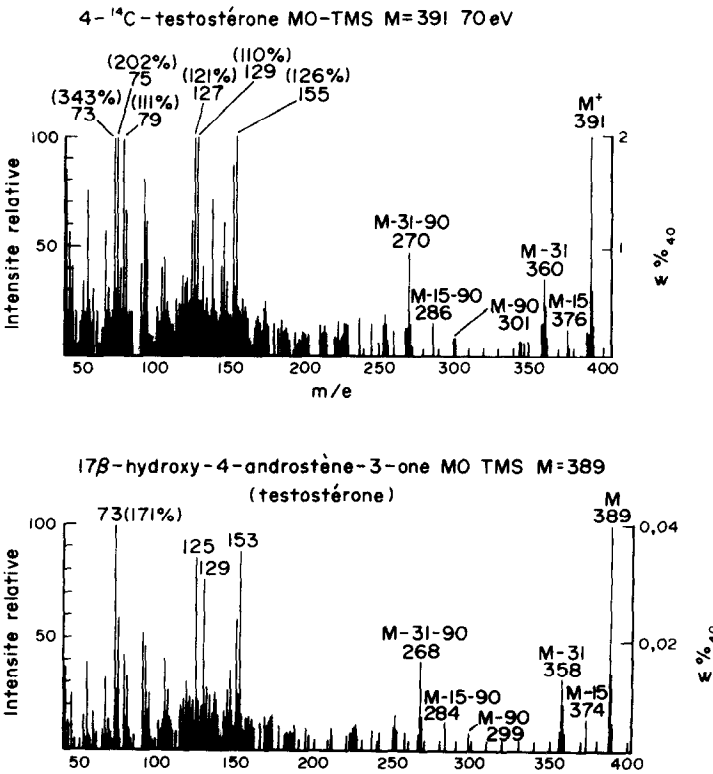 4-¹⁴C-testostérone MO-TMS M=391 70 eV
(202%)
75
(110%)
129
(343%)
73
(111%)
79
(121%)
127
(126%)
155
M⁺
391
100
50
Intensite relative
M-31-90
270
M-15-90
286
M-90
301
M-31
360
M-15
376
2
1
50 100 150 200 250 300 350 400
m/e
17β-hydroxy-4-androstène-3-one MO TMS M=389
(testostérone)
73(171%)
125
129
153
M
389
100
50
Intensite relative
M-31-90
268
M-15-90
284
M-90
299
M-31
358
M-15
374
0,04
0,02
50 100 150 200 250 300 350 400
m/e